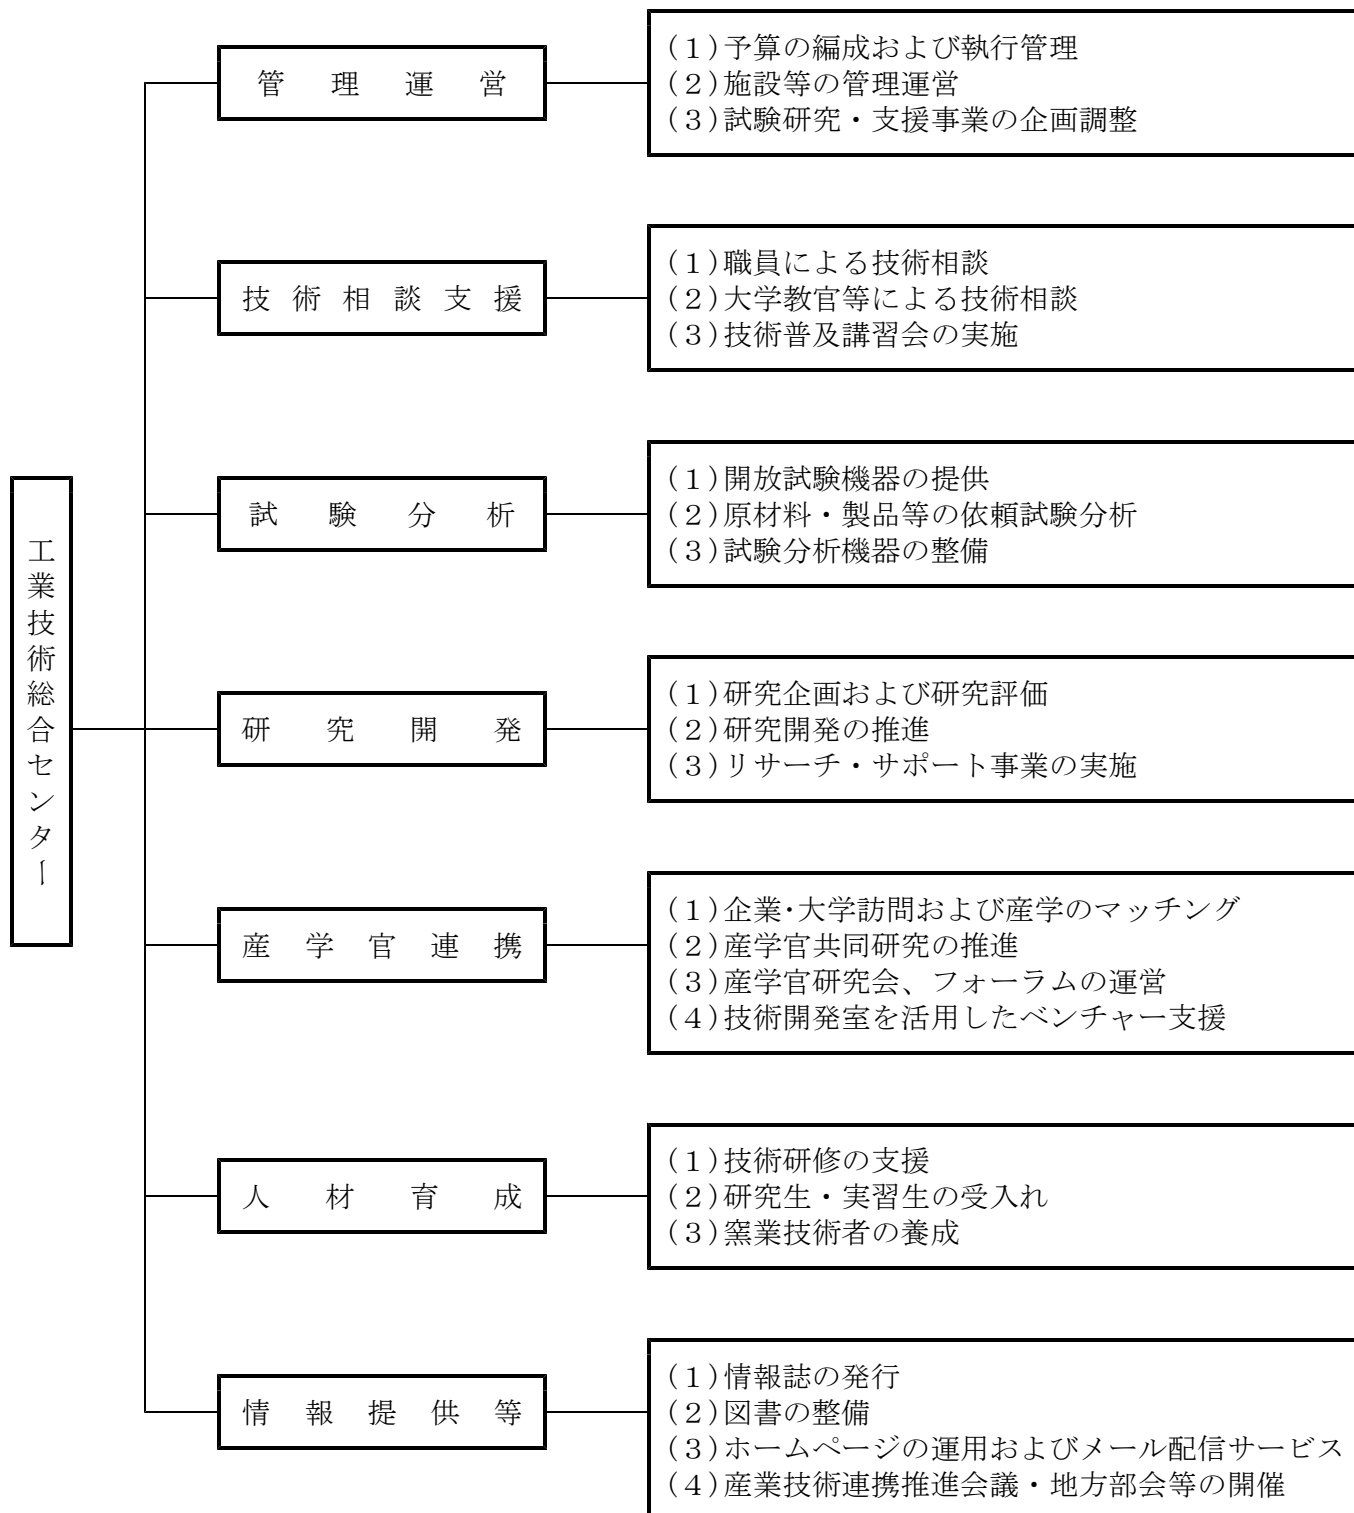 工業技術総合センター
管理運営
(1)予算の編成および執行管理
(2)施設等の管理運営
(3)試験研究・支援事業の企画調整
技術相談支援
(1)職員による技術相談
(2)大学教官等による技術相談
(3)技術普及講習会の実施
試験分析
(1)開放試験機器の提供
(2)原材料・製品等の依頼試験分析
(3)試験分析機器の整備
研究開発
(1)研究企画および研究評価
(2)研究開発の推進
(3)リサーチ・サポート事業の実施
産学官連携
(1)企業・大学訪問および産学のマッチング
(2)産学官共同研究の推進
(3)産学官研究会、フォーラムの運営
(4)技術開発室を活用したベンチャー支援
人材育成
(1)技術研修の支援
(2)研究生・実習生の受入れ
(3)窯業技術者の養成
情報提供等
(1)情報誌の発行
(2)図書の整備
(3)ホームページの運用およびメール配信サービス
(4)産業技術連携推進会議・地方部会等の開催